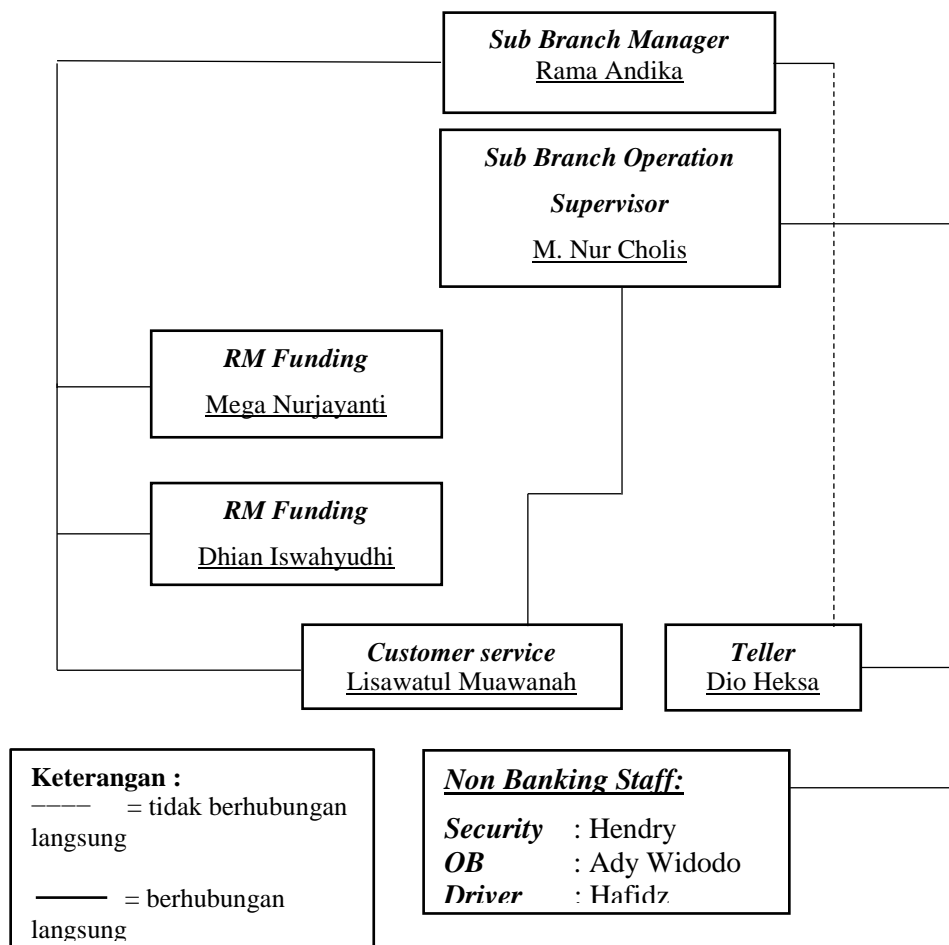 Sub Branch Manager
Rama Andika
Sub Branch Operation
Supervisor
M. Nur Cholis
RM Funding
Mega Nurjayanti
RM Funding
Dhian Iswahyudhi
Customer service
Lisawatul Muawanah
Teller
Dio Heksa
Keterangan :
---- = tidak berhubungan
langsung
= berhubungan
langsung
Non Banking Staff:
Security : Hendry
OB : Ady Widodo
Driver : Hafidz